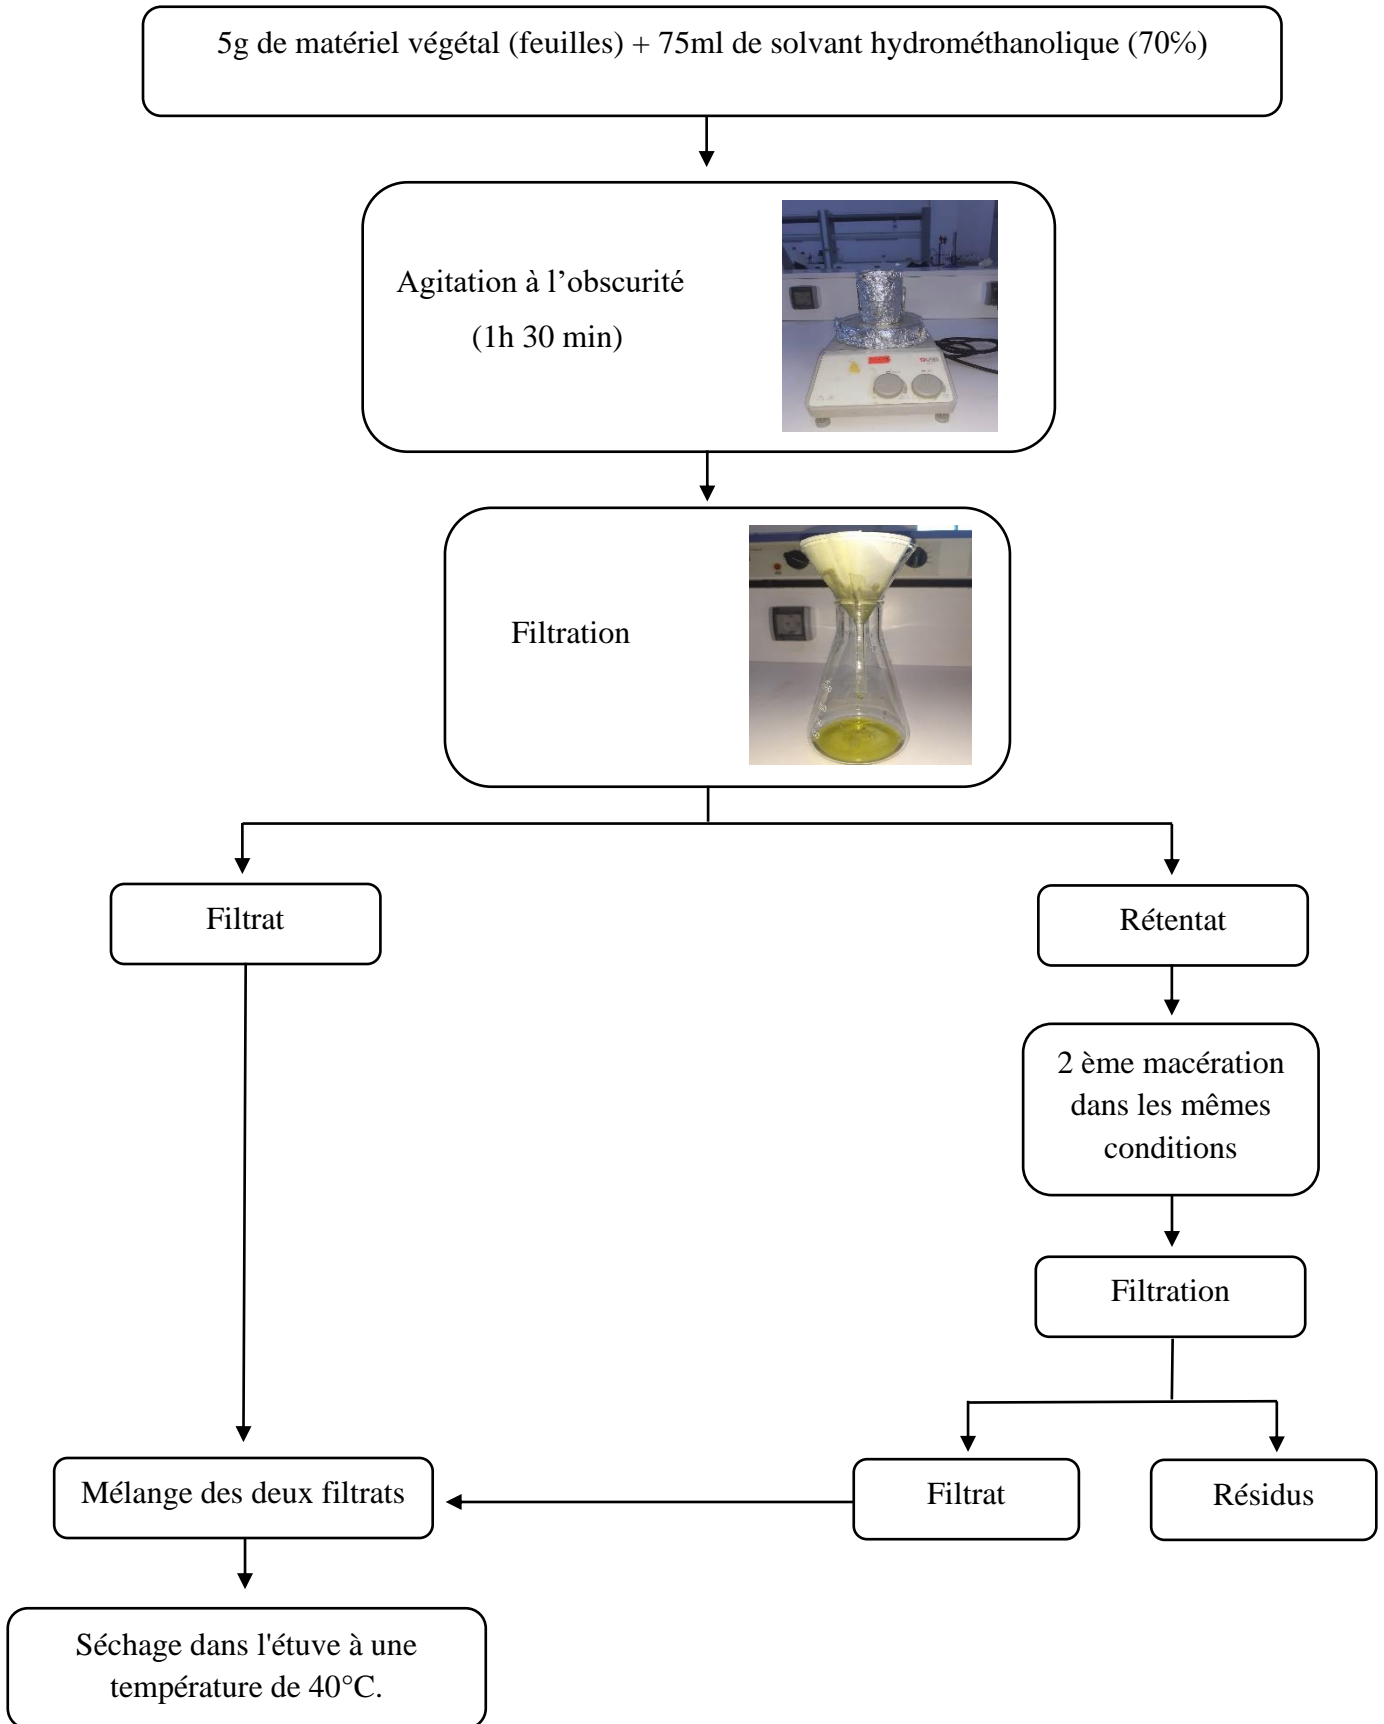 5g de matériel végétal (feuilles) + 75ml de solvant hydrométhanolique (70%)
Agitation à l’obscurité
(1h 30 min)
Filtration
Filtrat
Rétentat
2 ème macération
dans les mêmes
conditions
Filtration
Mélange des deux filtrats
Filtrat
Résidus
Séchage dans l'étuve à une
température de 40°C.